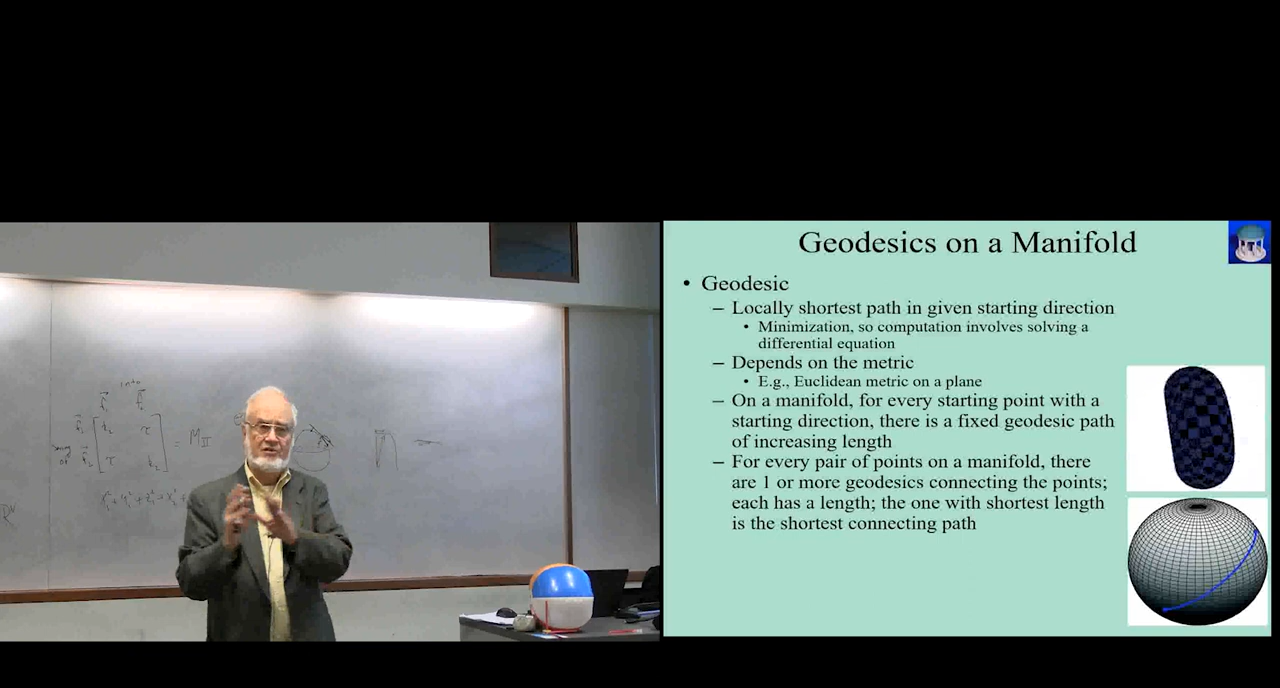 Geodesics on a Manifold
• Geodesic
– Locally shortest path in given starting direction
• Minimization, so computation involves solving a
differential equation
– Depends on the metric
• E.g., Euclidean metric on a plane
– On a manifold, for every starting point with a
starting direction, there is a fixed geodesic path
of increasing length
– For every pair of points on a manifold, there
are 1 or more geodesics connecting the points;
each has a length; the one with shortest length
is the shortest connecting path
into
= M_II